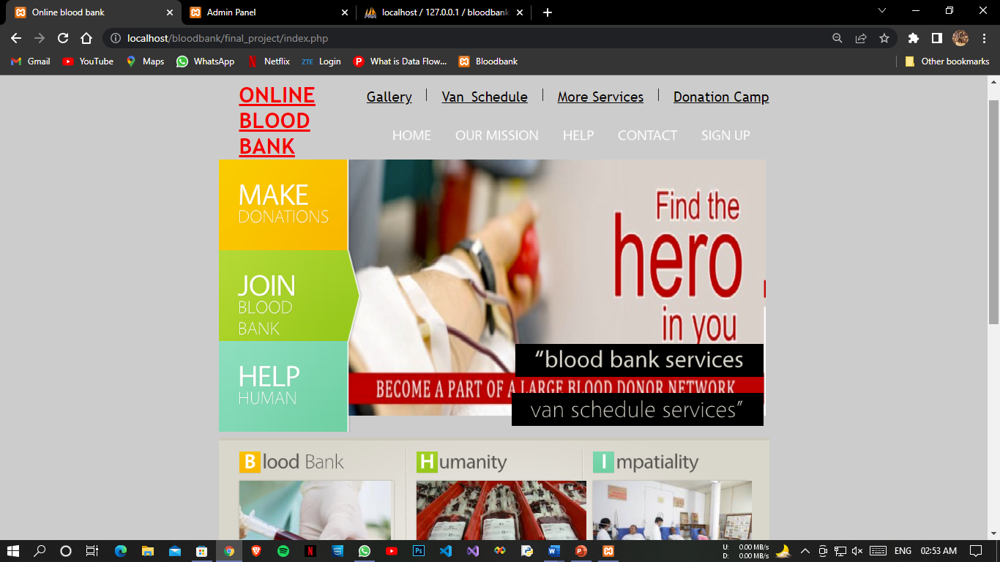 Online blood bank
Admin Panel
localhost / 127.0.0.1 / bloodbank
localhost/bloodbank/final_project/index.php
Gmail
YouTube
Maps
WhatsApp
Netflix
ZTE Login
What is Data Flow...
Bloodbank
Other bookmarks
ONLINE
BLOOD
BANK
Gallery
Van Schedule
More Services
Donation Camp
HOME
OUR MISSION
HELP
CONTACT
SIGN UP
MAKE
DONATIONS
JOIN
BLOOD
BANK
HELP
HUMAN
Find the
hero
in you
“blood bank services
BECOME A PART OF A LARGE BLOOD DONOR NETWORK
van schedule services”
Blood Bank
Humanity
Impatiality
U: 0.00 MB/s
D: 0.00 MB/s
ENG
02:53 AM